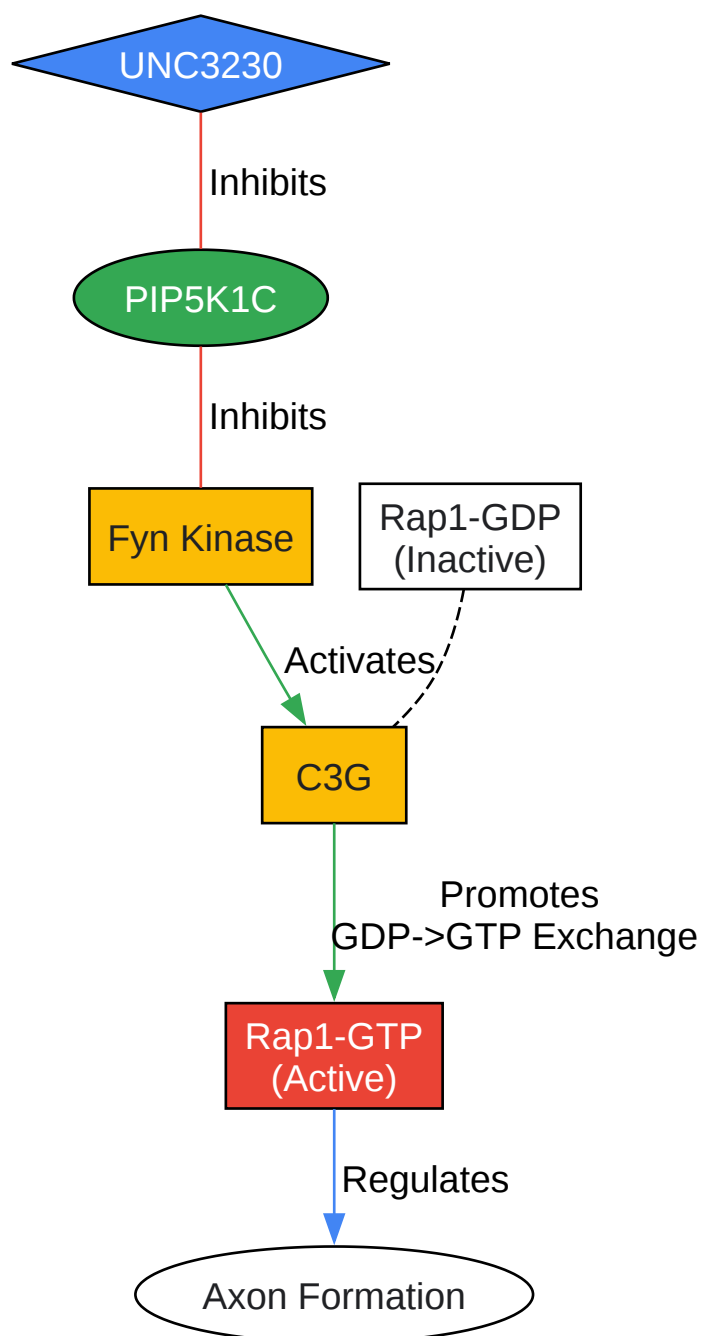 UNC3230
Inhibits
PIP5K1C
Inhibits
Fyn Kinase
Rap1-GDP
(Inactive)
Activates
C3G
Promotes
GDP->GTP Exchange
Rap1-GTP
(Active)
Regulates
Axon Formation